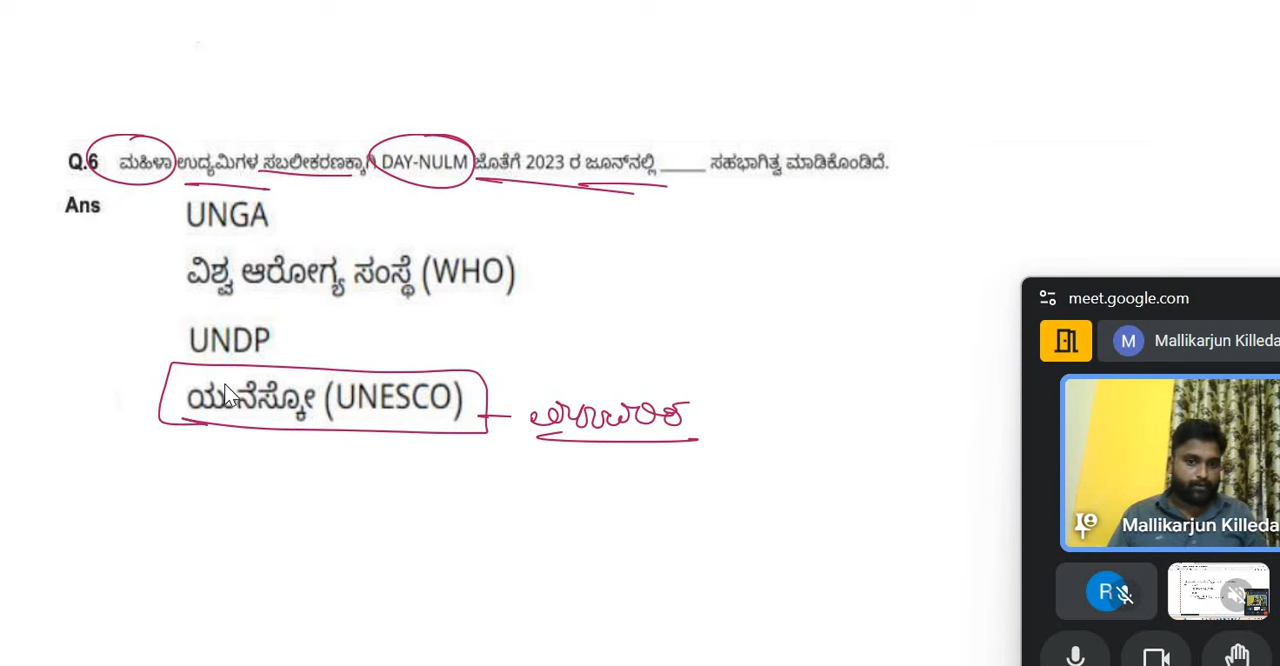 Q.6 ಮಹಿಳಾ ಉದ್ಯಮಿಗಳ ಸಬಲೀಕರಣಕ್ಕಾಗಿ DAY-NULM ಜೊತೆಗೆ 2023 ರ ಜೂನ್‌ನಲ್ಲಿ _____ ಸಹಭಾಗಿತ್ವ ಮಾಡಿಕೊಂಡಿದೆ.
Ans
UNGA
ವಿಶ್ವ ಆರೋಗ್ಯ ಸಂಸ್ಥೆ (WHO)
UNDP
ಯುನೆಸ್ಕೋ (UNESCO)
meet.google.com
M Mallikarjun Killeda
Mallikarjun Killeda
R